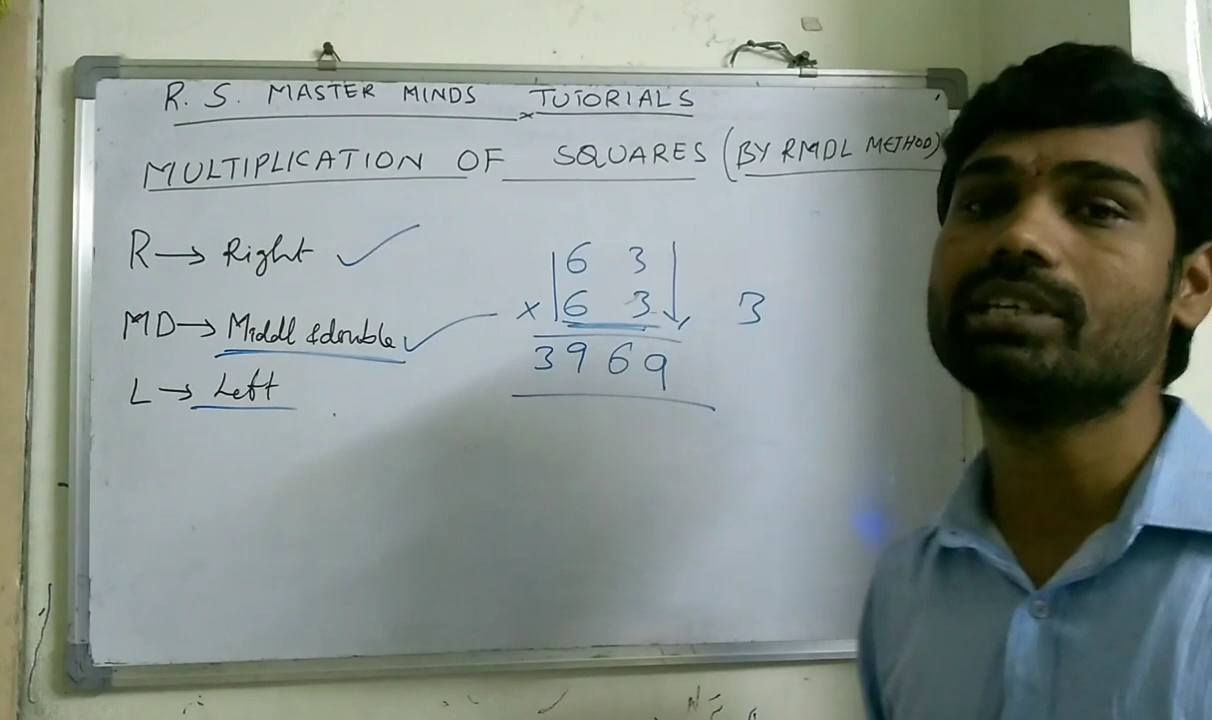 R. S. MASTER MINDS TUTORIALS
MULTIPLICATION OF SQUARES (BY RMDL METHOD)
R → Right ✓
MD → Middl & double ✓
L → Left
6 3
× 6 3 3
3 9 6 9